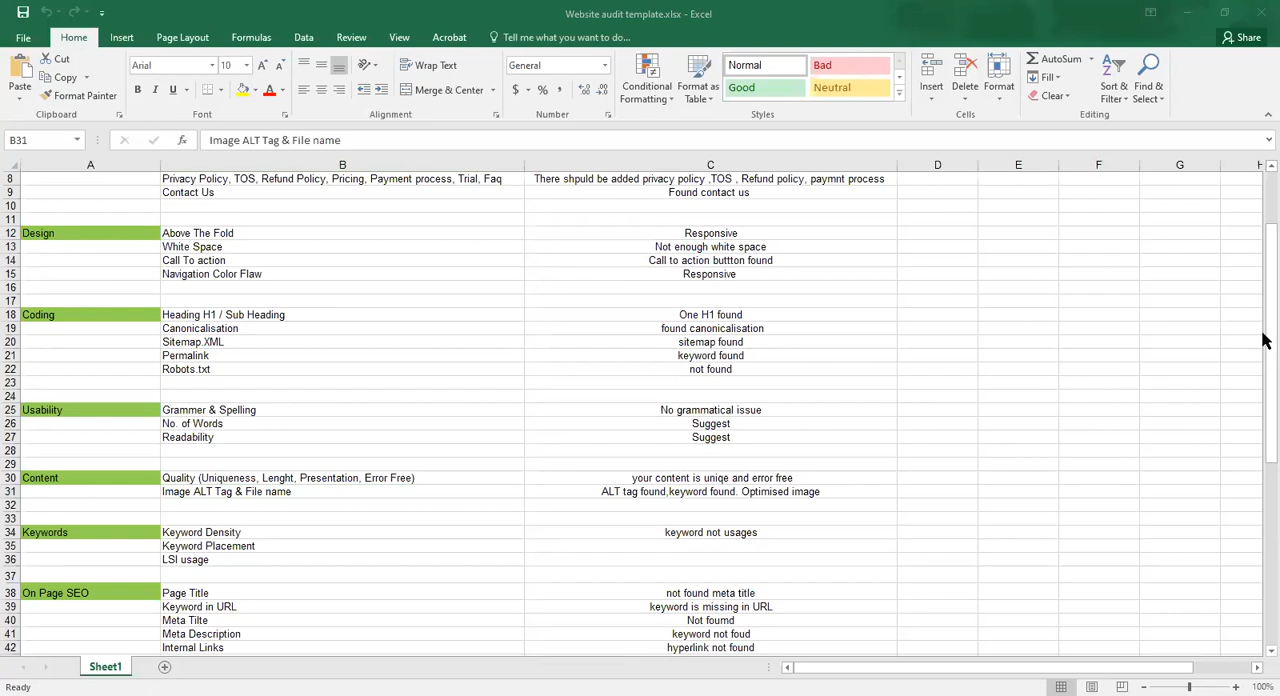 Website audit template.xlsx - Excel
File Home Insert Page Layout Formulas Data Review View Acrobat Tell me what you want to do... Share
Paste Cut Copy Format Painter Clipboard
Arial 10 A A B I U A Font
Wrap Text Merge & Center Alignment
General $ % , Number
Conditional Formatting Format as Table Normal Bad Good Neutral Styles
Insert Delete Format Cells
AutoSum Fill Clear Sort & Filter Find & Select Editing
B31 fx Image ALT Tag & File name
A B C D E F G H
8 Privacy Policy, TOS, Refund Policy, Pricing, Payment process, Trial, Faq There shpuld be added privacy policy ,TOS , Refund policy, paymnt process
9 Contact Us Found contact us
10
11
12 Design Above The Fold Responsive
13 White Space Not enough white space
14 Call To action Call to action buttton found
15 Navigation Color Flaw Responsive
16
17
18 Coding Heading H1 / Sub Heading One H1 found
19 Canonicalisation found canonicalisation
20 Sitemap.XML sitemap found
21 Permalink keyword found
22 Robots.txt not found
23
24
25 Usability Grammer & Spelling No grammatical issue
26 No. of Words Suggest
27 Readability Suggest
28
29
30 Content Quality (Uniqueness, Lenght, Presentation, Error Free) your content is uniqe and error free
31 Image ALT Tag & File name ALT tag found,keyword found. Optimised image
32
33
34 Keywords Keyword Density keyword not usages
35 Keyword Placement
36 LSI usage
37
38 On Page SEO Page Title not found meta title
39 Keyword in URL keyword is missing in URL
40 Meta Tilte Not foumd
41 Meta Description keyword not foud
42 Internal Links hyperlink not found
Sheet1
Ready 100%